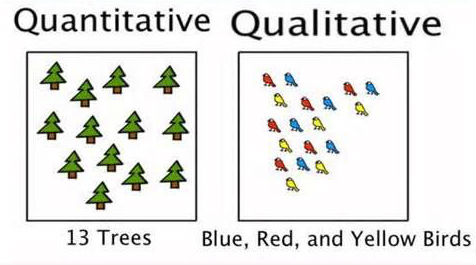 Quantitative
Qualitative
13 Trees
Blue, Red, and Yellow Birds